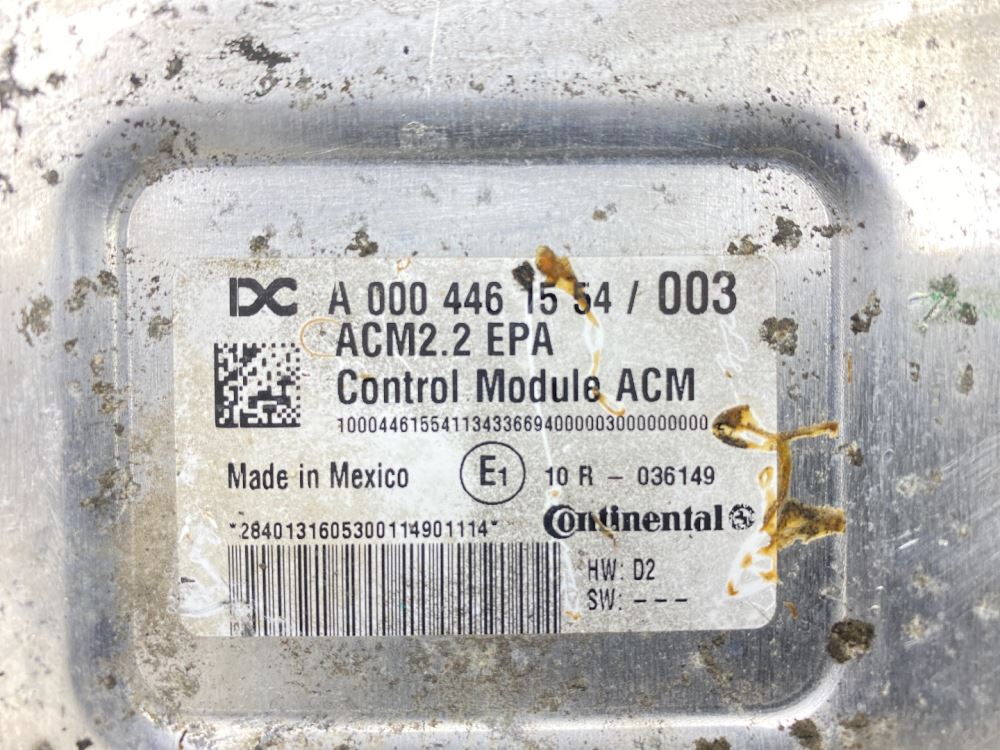 DC A 000 446 15 54 / 003
ACM2.2 EPA
Control Module ACM
10004461554113433669400000300000000
Made in Mexico E1 10 R - 036149
*2840131605300114901114* Continental
HW: D2
SW: ---